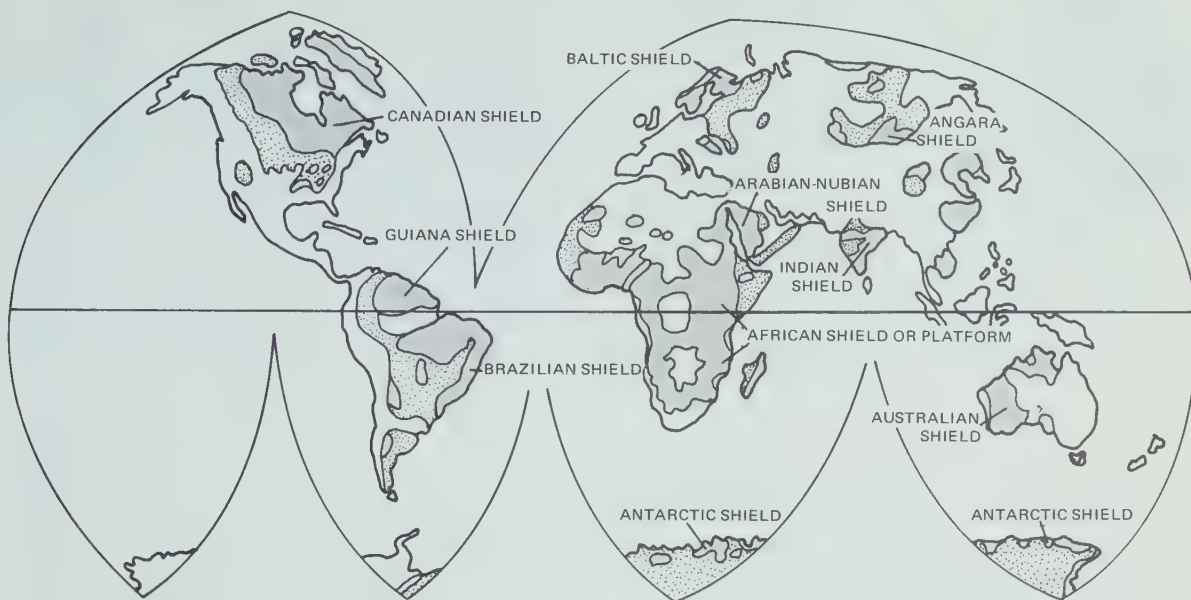 BALTIC SHIELD
CANADIAN SHIELD
ANGARA
SHIELD
ARABIAN-NUBIAN
SHIELD
GUIANA SHIELD
INDIAN
SHIELD
AFRICAN SHIELD OR PLATFORM
BRAZILIAN SHIELD
AUSTRALIAN
SHIELD
ANTARCTIC SHIELD
ANTARCTIC SHIELD